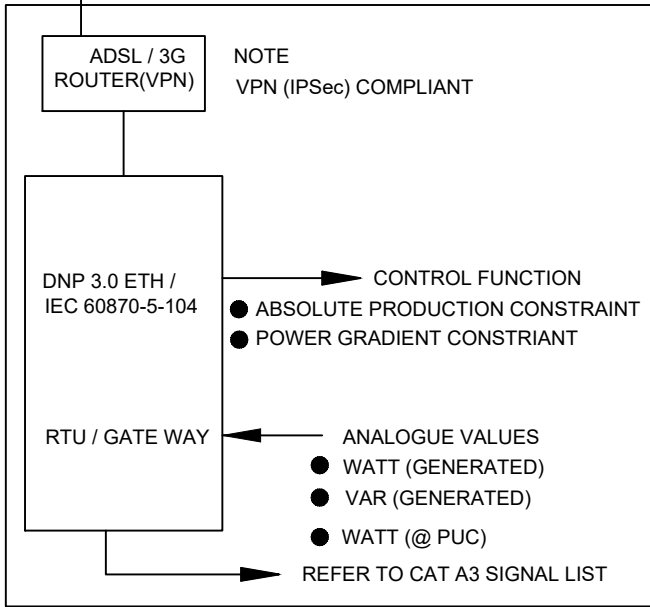 ADSL / 3G
ROUTER(VPN)
NOTE
VPN (IPSec) COMPLIANT
DNP 3.0 ETH /
IEC 60870-5-104
CONTROL FUNCTION
● ABSOLUTE PRODUCTION CONSTRAINT
● POWER GRADIENT CONSTRIANT
RTU / GATE WAY
ANALOGUE VALUES
● WATT (GENERATED)
● VAR (GENERATED)
● WATT (@ PUC)
REFER TO CAT A3 SIGNAL LIST